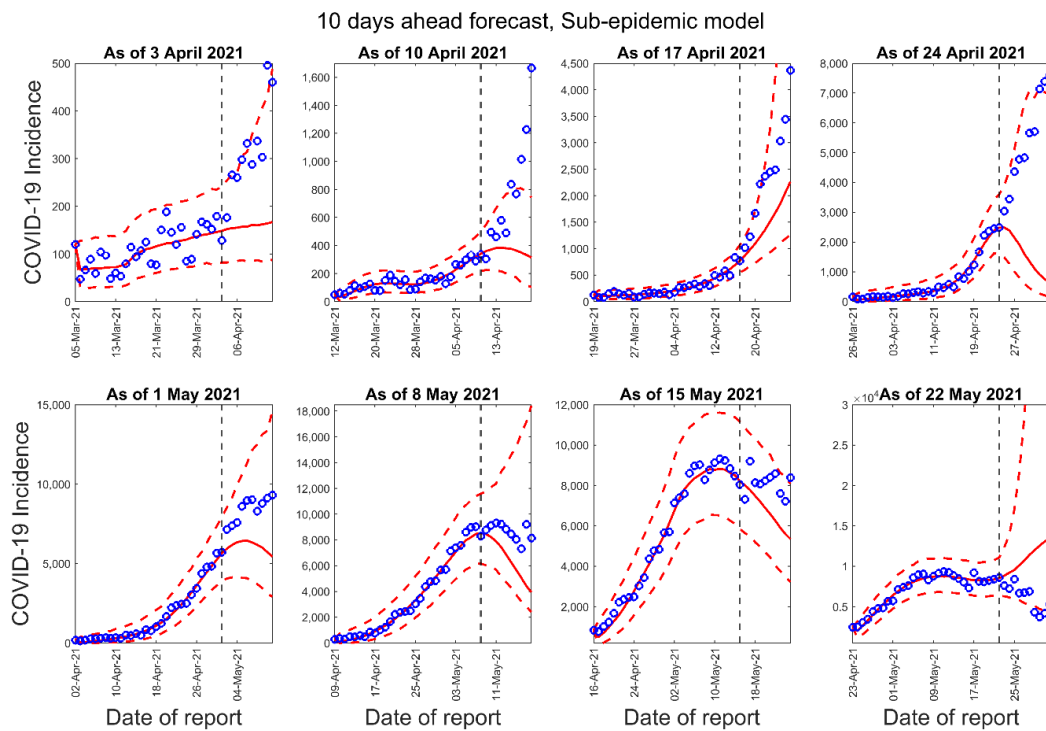 10 days ahead forecast, Sub-epidemic model
As of 3 April 2021
As of 10 April 2021
As of 17 April 2021
As of 24 April 2021
COVID-19 Incidence
500
400
300
200
100
0
1,600
1,400
1,200
1,000
800
600
400
200
0
4,500
4,000
3,500
3,000
2,500
2,000
1,500
1,000
500
0
8,000
7,000
6,000
5,000
4,000
3,000
2,000
1,000
0
05-Mar-21
13-Mar-21
21-Mar-21
29-Mar-21
06-Apr-21
12-Mar-21
20-Mar-21
28-Mar-21
05-Apr-21
13-Apr-21
19-Mar-21
27-Mar-21
04-Apr-21
12-Apr-21
20-Apr-21
26-Mar-21
03-Apr-21
11-Apr-21
19-Apr-21
27-Apr-21
As of 1 May 2021
As of 8 May 2021
As of 15 May 2021
As of 22 May 2021
COVID-19 Incidence
15,000
10,000
5,000
0
18,000
16,000
14,000
12,000
10,000
8,000
6,000
4,000
2,000
0
12,000
10,000
8,000
6,000
4,000
2,000
× 10⁴
3
2.5
2
1.5
1
0.5
0
02-Apr-21
10-Apr-21
18-Apr-21
26-Apr-21
04-May-21
09-Apr-21
17-Apr-21
25-Apr-21
03-May-21
11-May-21
16-Apr-21
24-Apr-21
02-May-21
10-May-21
18-May-21
23-Apr-21
01-May-21
09-May-21
17-May-21
25-May-21
Date of report
Date of report
Date of report
Date of report